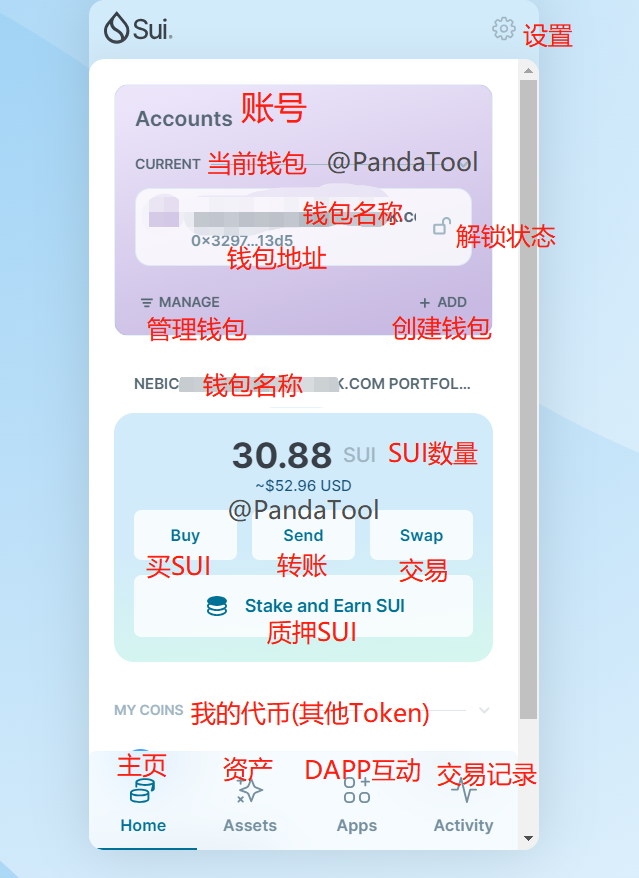 Sui.
设置
Accounts 账号
CURRENT 当前钱包 @PandaTool
钱包名称
解锁状态
0×3297...13d5
钱包地址
MANAGE ADD
管理钱包 创建钱包
NEBIC 钱包名称 K.COM PORTFOL...
30.88 SUI SUI数量
~$52.96 USD
@PandaTool
Buy Send Swap
买SUI 转账 交易
Stake and Earn SUI
质押SUI
MY COINS 我的代币(其他Token)
主页 资产 DAPP互动 交易记录
Home Assets Apps Activity